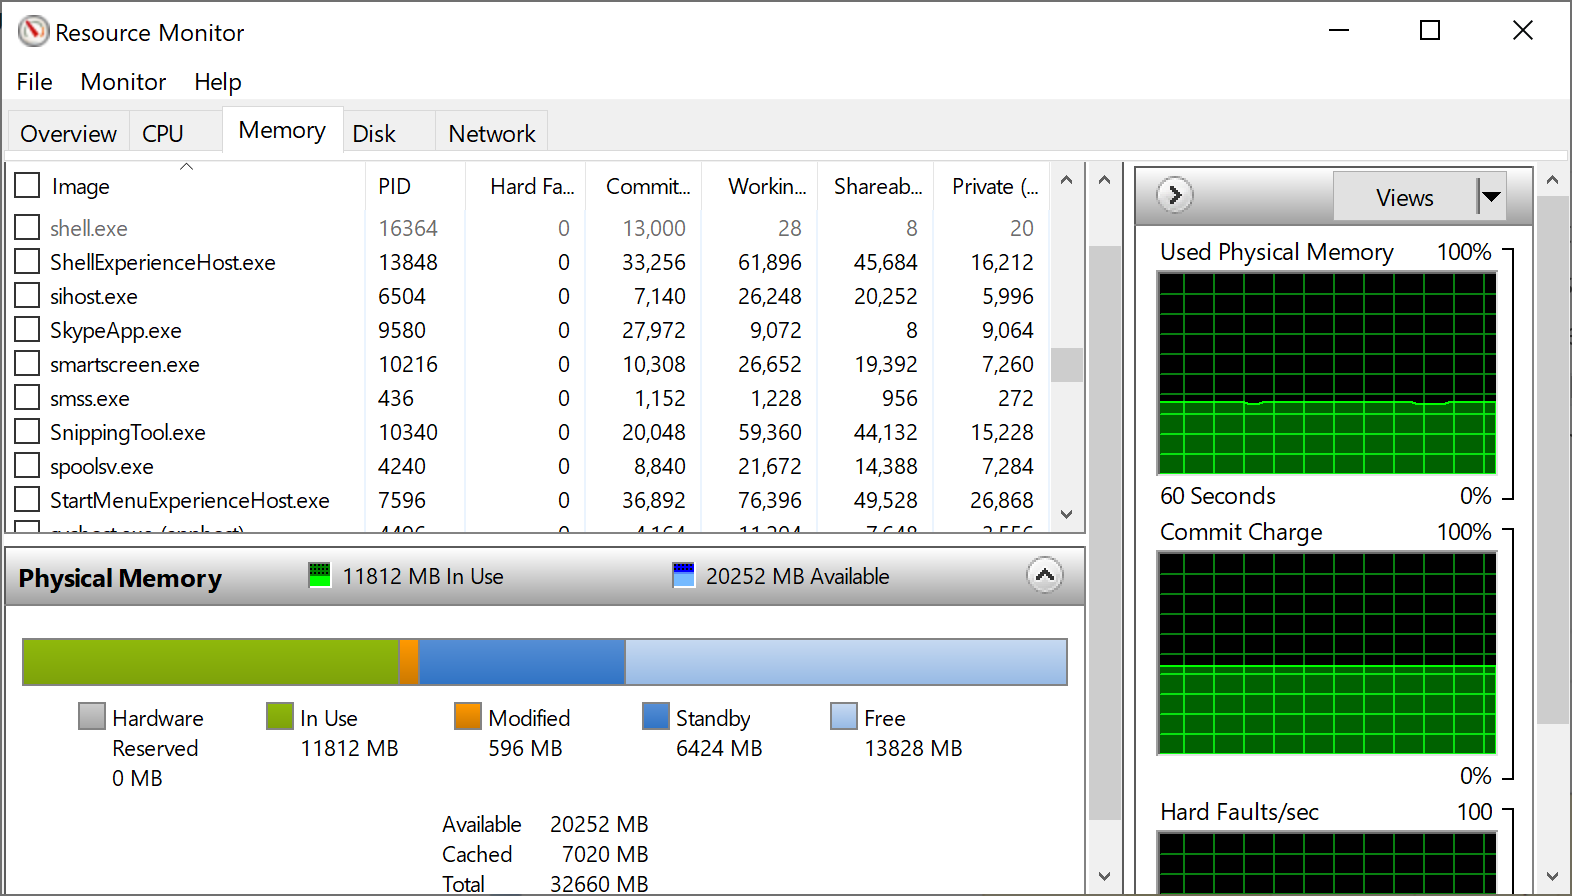 Resource Monitor
File Monitor Help
Overview CPU Memory Disk Network
Image PID Hard Fa... Commit... Workin... Shareab... Private (...
shell.exe 16364 0 13,000 28 8 20
ShellExperienceHost.exe 13848 0 33,256 61,896 45,684 16,212
sihost.exe 6504 0 7,140 26,248 20,252 5,996
SkypeApp.exe 9580 0 27,972 9,072 8 9,064
smartscreen.exe 10216 0 10,308 26,652 19,392 7,260
smss.exe 436 0 1,152 1,228 956 272
SnippingTool.exe 10340 0 20,048 59,360 44,132 15,228
spoolsv.exe 4240 0 8,840 21,672 14,388 7,284
StartMenuExperienceHost.exe 7596 0 36,892 76,396 49,528 26,868
Physical Memory 11812 MB In Use 20252 MB Available
Hardware Reserved
0 MB
In Use
11812 MB
Modified
596 MB
Standby
6424 MB
Free
13828 MB
Available 20252 MB
Cached 7020 MB
Total 32660 MB
Views
Used Physical Memory 100%
60 Seconds 0%
Commit Charge 100%
0%
Hard Faults/sec 100